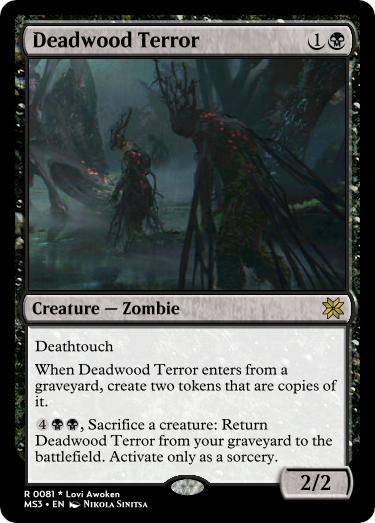 Deadwood Terror 1
Creature — Zombie
Deathtouch
When Deadwood Terror enters from a
graveyard, create two tokens that are copies of
it.
4, Sacrifice a creature: Return
Deadwood Terror from your graveyard to the
battlefield. Activate only as a sorcery.
2/2
R 0081 * Lovi Awoken
MS3 • EN Nikola Sinitsa